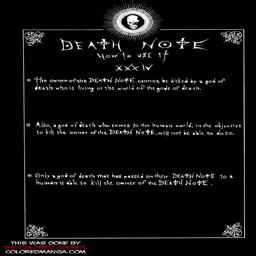 DEATH NOTE
HOW TO USE IT
XXXIV
The owner of the DEATH NOTE cannot be killed by a god of
death who is living in the world of the gods of death.
Also, a god of death who comes to the human world, in the objective
to kill the owner of the DEATH NOTE, will not be able to do so.
Only a god of death that has passed on their DEATH NOTE to a
human is able to kill the owner of the DEATH NOTE.
THIS WAS DONE BY
THE COLORED COUNCIL
COLOREDMANGA.COM